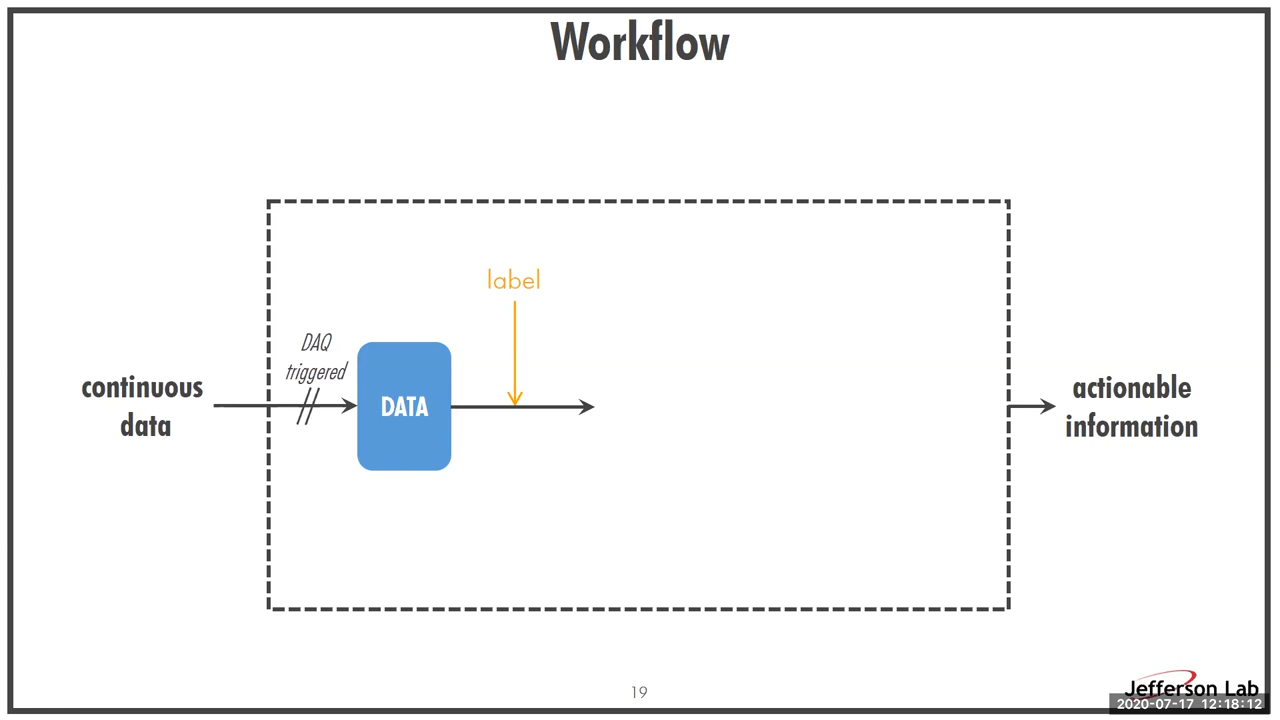 Workflow
label
DAQ
triggered
continuous
data
DATA
actionable
information
19
Jefferson Lab
2020-07-17 12:18:12